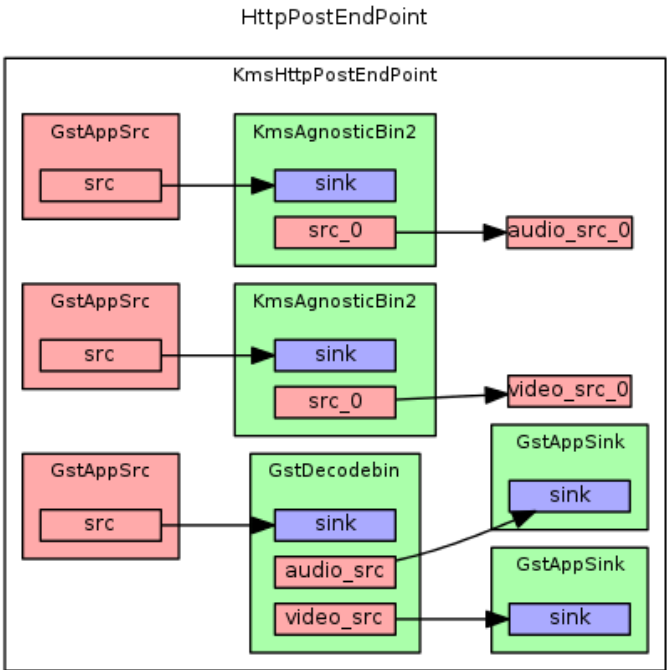 HttpPostEndPoint
KmsHttpPostEndPoint
GstAppSrc
src
KmsAgnosticBin2
sink
src_0
audio_src_0
GstAppSrc
src
KmsAgnosticBin2
sink
src_0
video_src_0
GstAppSrc
src
GstDecodebin
sink
audio_src
video_src
GstAppSink
sink
GstAppSink
sink